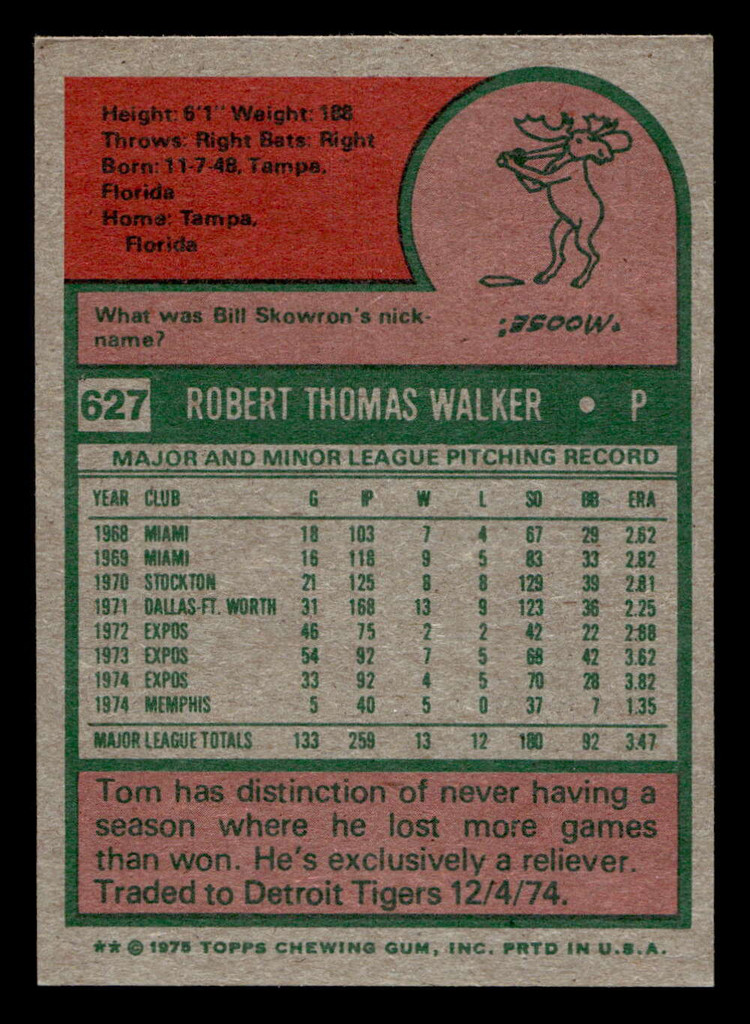 Height: 6'1" Weight: 188
Throws: Right Bats: Right
Born: 11-7-48, Tampa,
Florida
Home: Tampa,
Florida
What was Bill Skowron's nick-
name?
"MOOSE."
627 ROBERT THOMAS WALKER • P
MAJOR AND MINOR LEAGUE PITCHING RECORD
YEAR CLUB G IP W L SO BB ERA
1968 MIAMI 18 103 7 4 67 29 2.62
1969 MIAMI 16 118 9 5 83 33 2.82
1970 STOCKTON 21 125 8 8 129 39 2.81
1971 DALLAS-FT. WORTH 31 168 13 9 123 36 2.25
1972 EXPOS 46 75 2 2 42 22 2.88
1973 EXPOS 54 92 7 5 68 42 3.62
1974 EXPOS 33 92 4 5 70 28 3.82
1974 MEMPHIS 5 40 5 0 37 7 1.35
MAJOR LEAGUE TOTALS 133 259 13 12 180 92 3.47
Tom has distinction of never having a
season where he lost more games
than won. He's exclusively a reliever.
Traded to Detroit Tigers 12/4/74.
** © 1975 TOPPS CHEWING GUM, INC. PRTD IN U.S.A.